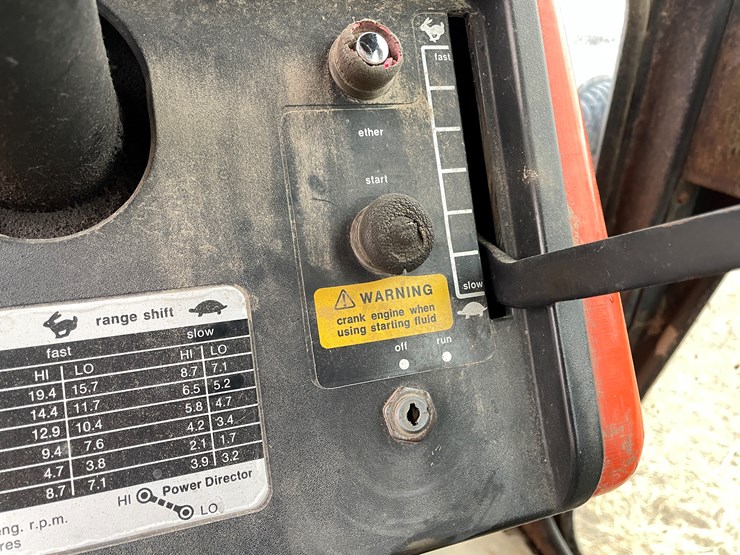 fast
ether
start
slow
WARNING
crank engine when
using starting fluid
off run
range shift
fast slow
HI LO HI LO
19.4 15.7 8.7 7.1
14.4 11.7 6.5 5.2
12.9 10.4 5.8 4.7
9.4 7.6 4.2 3.4
4.7 3.8 2.1 1.7
8.7 7.1 3.9 3.2
HI Power Director LO
eng. r.p.m.
res